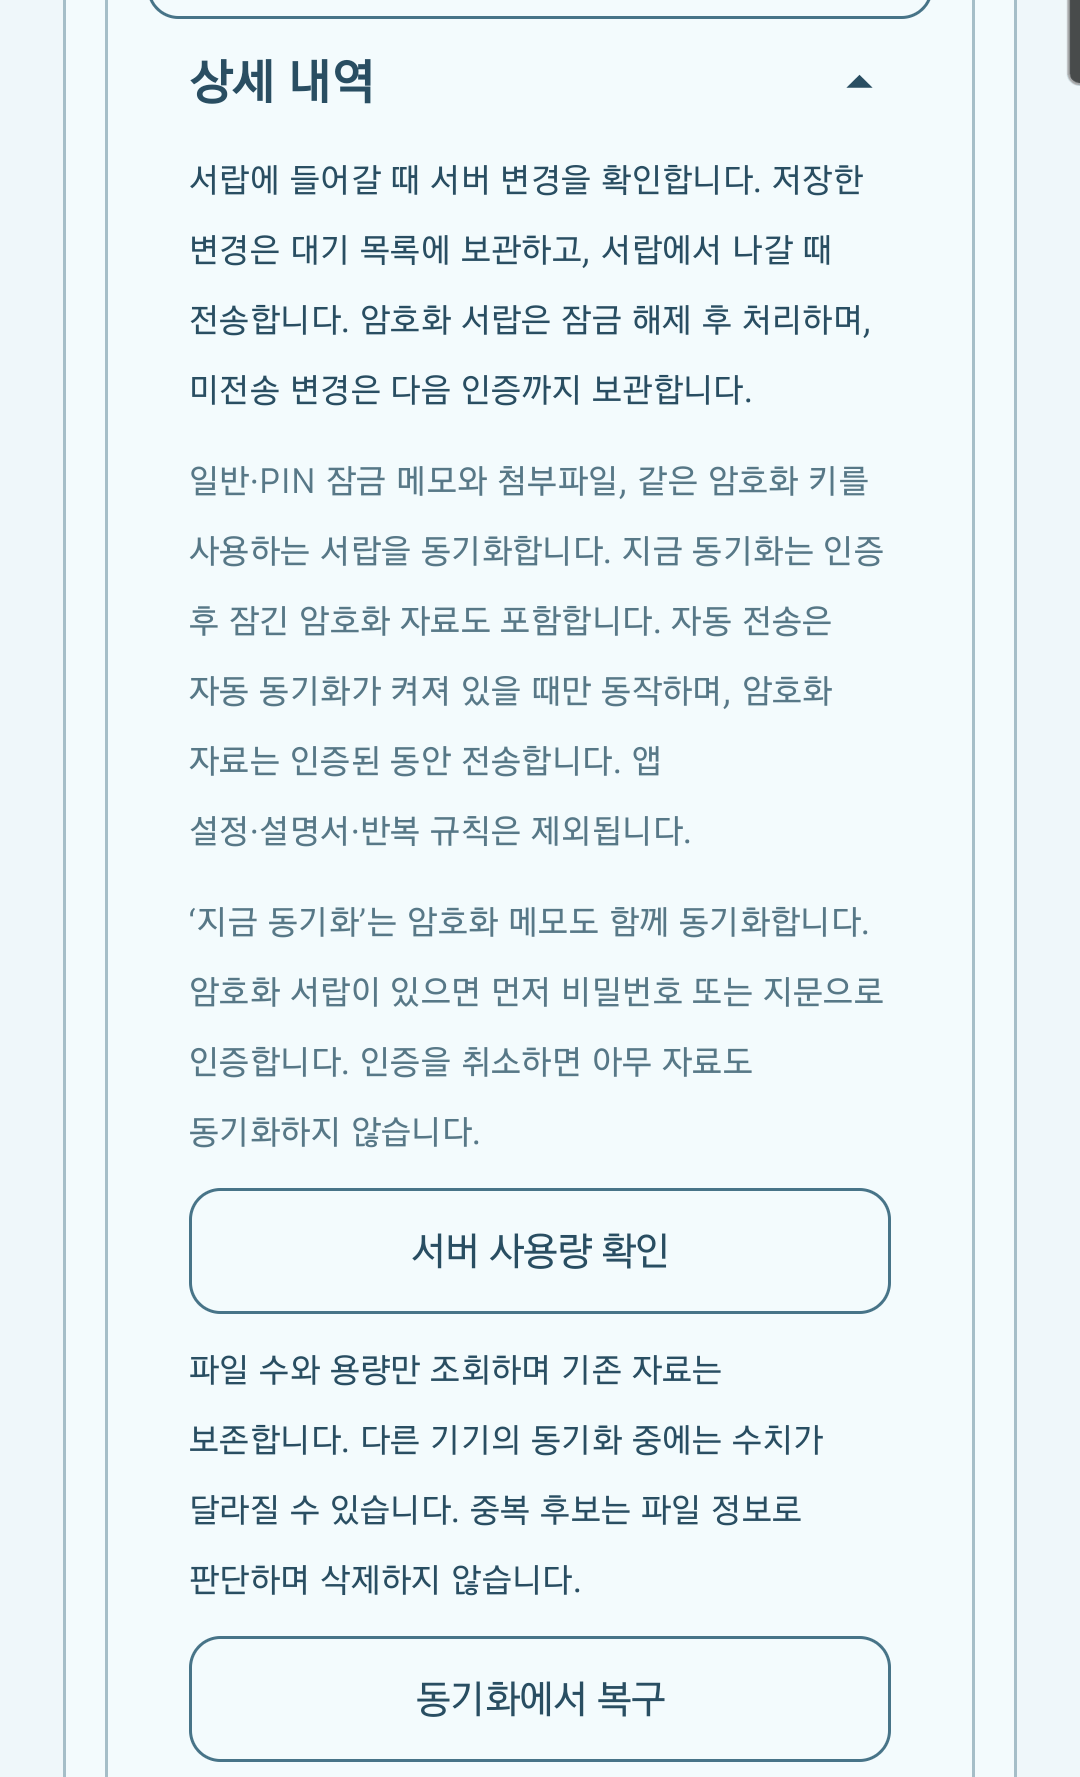 상세 내역
서랍에 들어갈 때 서버 변경을 확인합니다. 저장한
변경은 대기 목록에 보관하고, 서랍에서 나갈 때
전송합니다. 암호화 서랍은 잠금 해제 후 처리하며,
미전송 변경은 다음 인증까지 보관합니다.
일반·PIN 잠금 메모와 첨부파일, 같은 암호화 키를
사용하는 서랍을 동기화합니다. 지금 동기화는 인증
후 잠긴 암호화 자료도 포함합니다. 자동 전송은
자동 동기화가 켜져 있을 때만 동작하며, 암호화
자료는 인증된 동안 전송합니다. 앱
설정·설명서·반복 규칙은 제외됩니다.
‘지금 동기화’는 암호화 메모도 함께 동기화합니다.
암호화 서랍이 있으면 먼저 비밀번호 또는 지문으로
인증합니다. 인증을 취소하면 아무 자료도
동기화하지 않습니다.
서버 사용량 확인
파일 수와 용량만 조회하며 기존 자료는
보존합니다. 다른 기기의 동기화 중에는 수치가
달라질 수 있습니다. 중복 후보는 파일 정보로
판단하며 삭제하지 않습니다.
동기화에서 복구